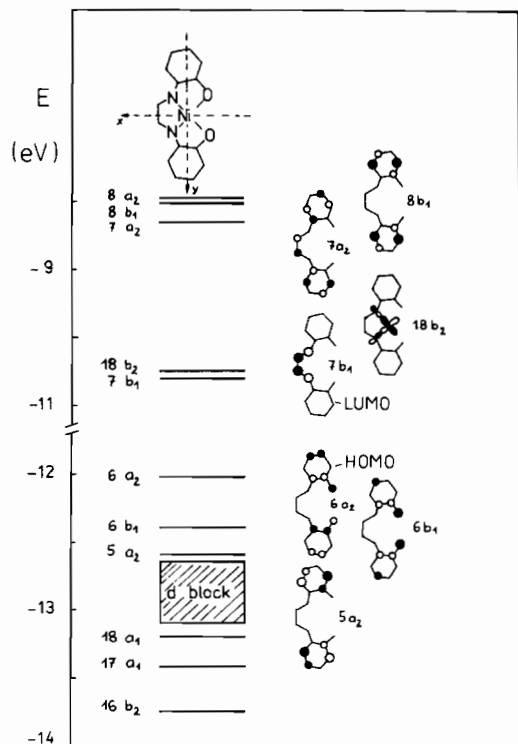 E
(eV)
N
N
Ni
O
O
x
y
8 a₂
8 b₁
7 a₂
-9
18 b₂
7 b₁
-11
-12
6 a₂
6 b₁
5 a₂
d block
-13
18 a₁
17 a₁
16 b₂
-14
7a₂
8b₁
7b₁
18b₂
LUMO
HOMO
6a₂
6b₁
5a₂